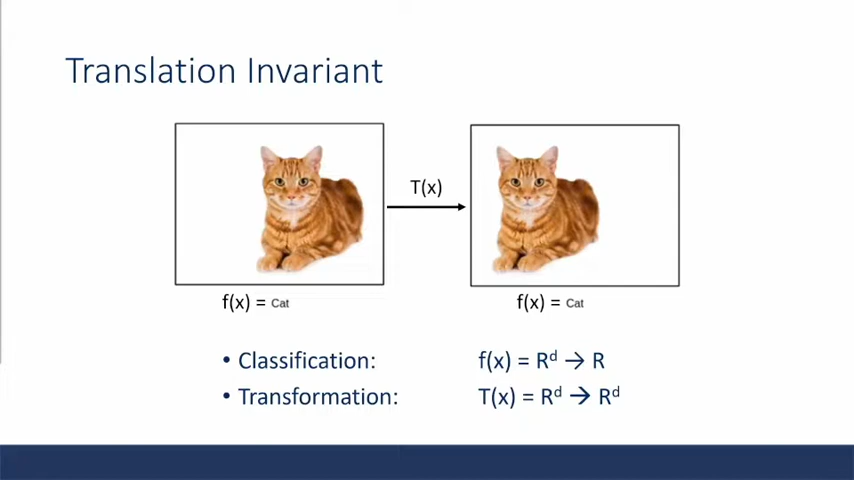 Translation Invariant
T(x)
f(x) = Cat
f(x) = Cat
• Classification: f(x) = Rᵈ → R
• Transformation: T(x) = Rᵈ → Rᵈ